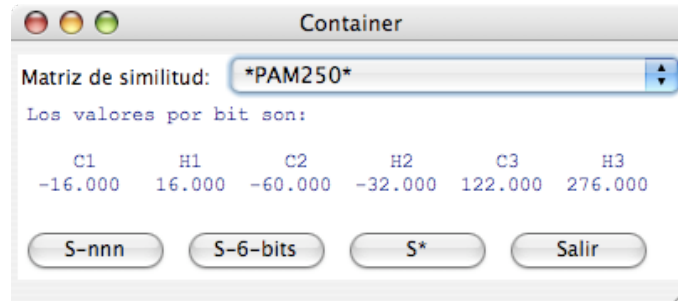 Container
Matriz de similitud: *PAM250*
Los valores por bit son:
C1 H1 C2 H2 C3 H3
-16.000 16.000 -60.000 -32.000 122.000 276.000
S-nnn S-6-bits S* Salir